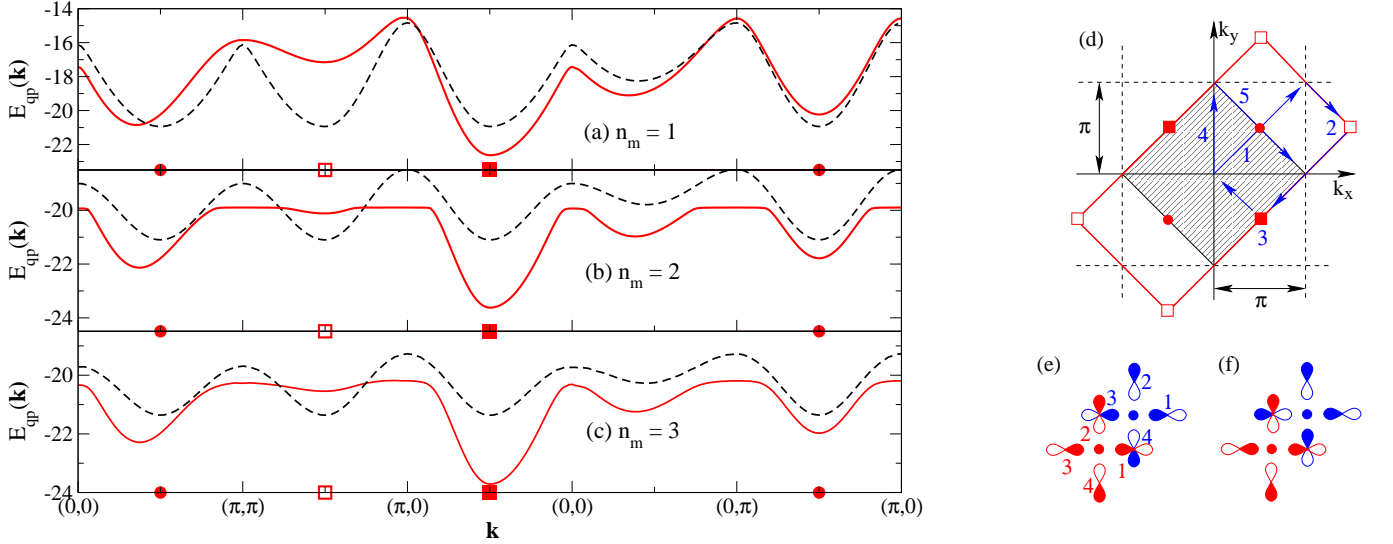 -14
-16
-18
-20
-22
E_qp(k)
(a) n_m = 1
-20
-22
-24
E_qp(k)
(b) n_m = 2
-20
-22
-24
E_qp(k)
(c) n_m = 3
(0,0) (π,π) (π,0) (0,0) (0,π) (π,0)
k
(d)
k_y
k_x
π
π
5
4
1
2
3
(e)
2
3
1
4
2
3
1
4
(f)